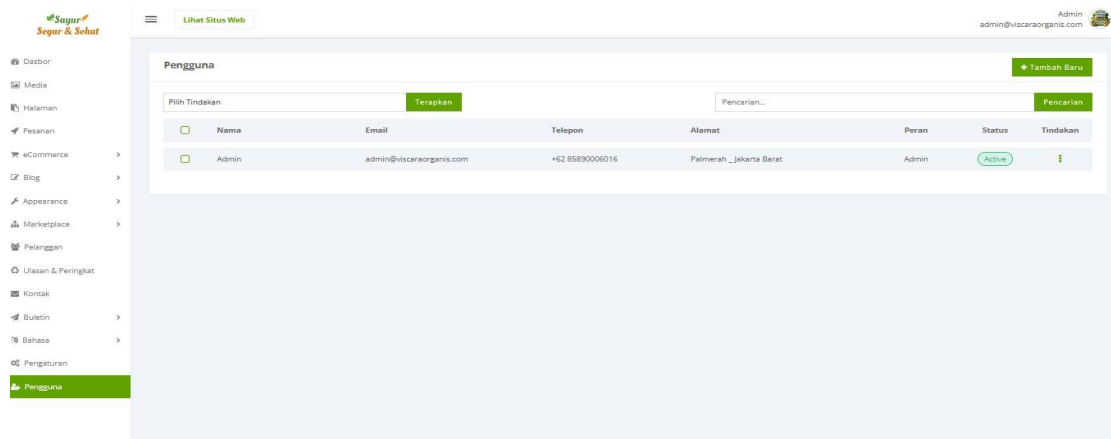 Sayur
Segar & Sehat
Lihat Situs Web
Admin
admin@viscaraorganis.com
Dasbor
Media
Halaman
Pesanan
eCommerce
Blog
Appearance
Marketplace
Pelanggan
Ulasan & Peringkat
Kontak
Buletin
Bahasa
Pengaturan
Pengguna
Pengguna
+ Tambah Baru
Pilih Tindakan Terapkan Pencarian... Pencarian
Nama Email Telepon Alamat Peran Status Tindakan
Admin admin@viscaraorganis.com +62 85890006016 Palmerah _ Jakarta Barat Admin Active